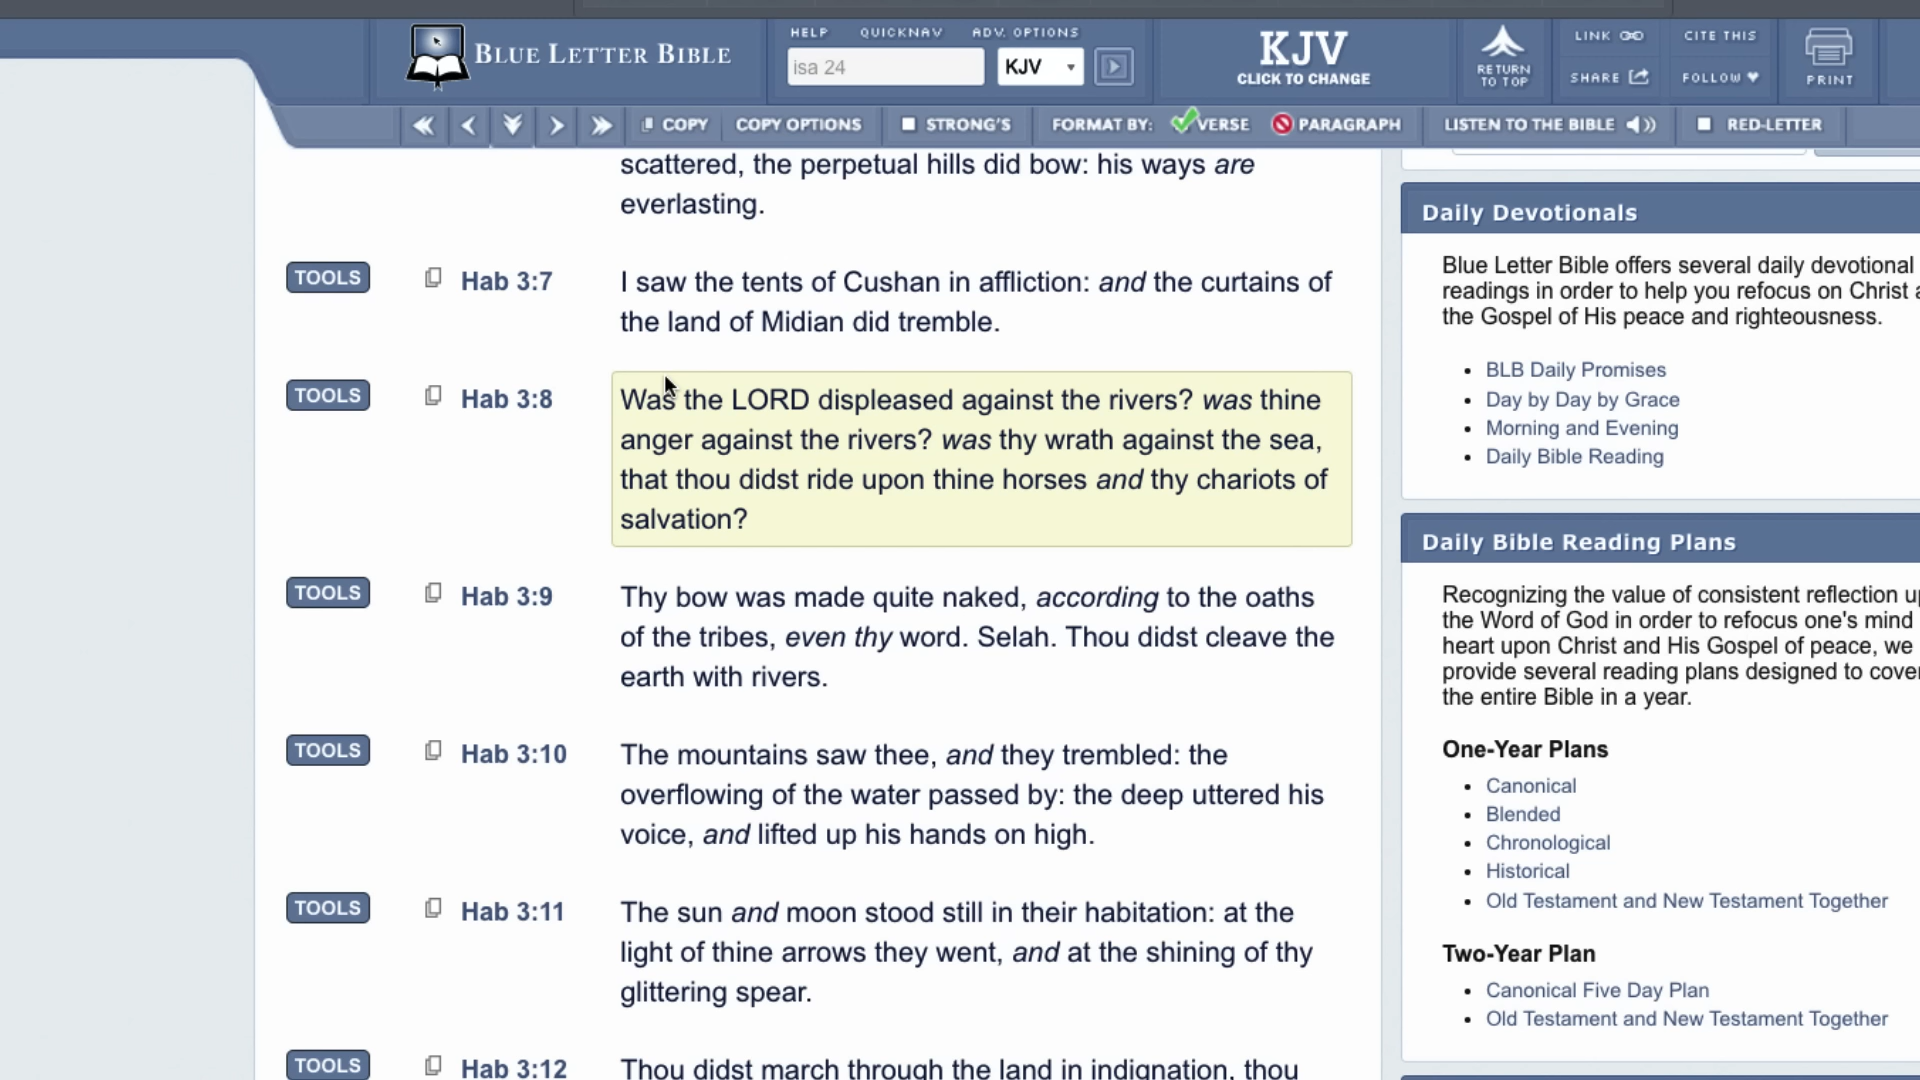 BLUE LETTER BIBLE
HELP QUICKNAV ADV. OPTIONS
isa 24 KJV
KJV
CLICK TO CHANGE
RETURN
TO TOP
LINK
SHARE
CITE THIS
FOLLOW
PRINT
COPY COPY OPTIONS STRONG'S FORMAT BY: VERSE PARAGRAPH LISTEN TO THE BIBLE RED-LETTER
scattered, the perpetual hills did bow: his ways are
everlasting.
TOOLS Hab 3:7 I saw the tents of Cushan in affliction: and the curtains of
the land of Midian did tremble.
TOOLS Hab 3:8 Was the LORD displeased against the rivers? was thine
anger against the rivers? was thy wrath against the sea,
that thou didst ride upon thine horses and thy chariots of
salvation?
TOOLS Hab 3:9 Thy bow was made quite naked, according to the oaths
of the tribes, even thy word. Selah. Thou didst cleave the
earth with rivers.
TOOLS Hab 3:10 The mountains saw thee, and they trembled: the
overflowing of the water passed by: the deep uttered his
voice, and lifted up his hands on high.
TOOLS Hab 3:11 The sun and moon stood still in their habitation: at the
light of thine arrows they went, and at the shining of thy
glittering spear.
TOOLS Hab 3:12 Thou didst march through the land in indignation, thou
Daily Devotionals
Blue Letter Bible offers several daily devotional
readings in order to help you refocus on Christ
the Gospel of His peace and righteousness.
• BLB Daily Promises
• Day by Day by Grace
• Morning and Evening
• Daily Bible Reading
Daily Bible Reading Plans
Recognizing the value of consistent reflection
the Word of God in order to refocus one's mind
heart upon Christ and His Gospel of peace, we
provide several reading plans designed to cove
the entire Bible in a year.
One-Year Plans
• Canonical
• Blended
• Chronological
• Historical
• Old Testament and New Testament Together
Two-Year Plan
• Canonical Five Day Plan
• Old Testament and New Testament Together